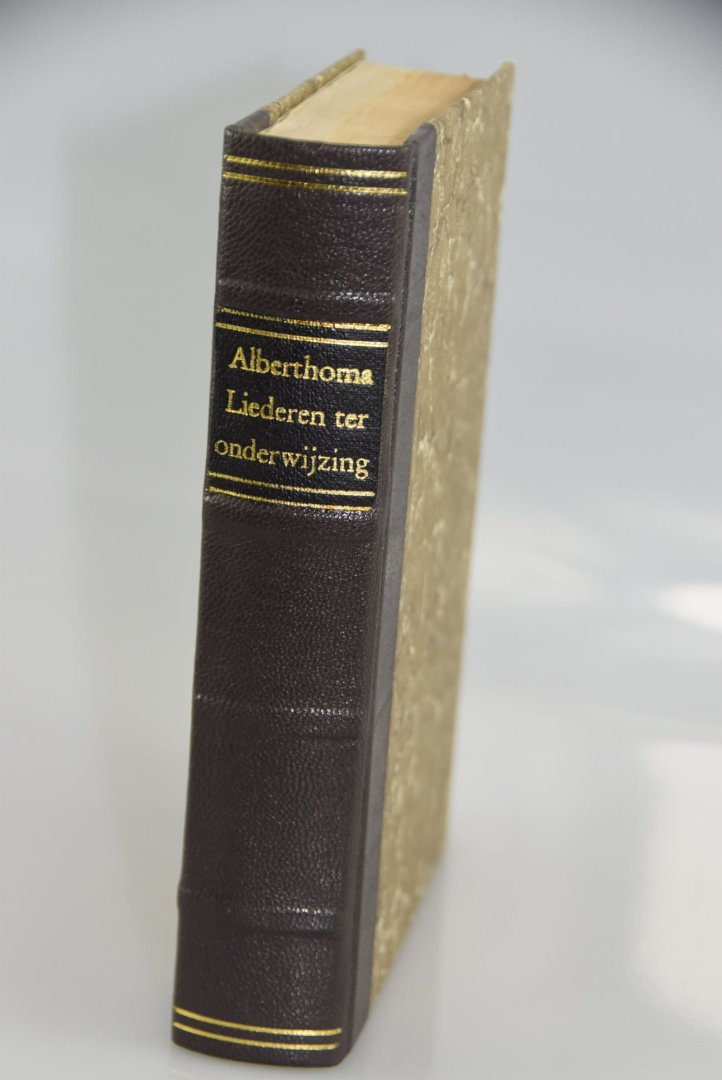 Alberthoma
Liederen ter
onderwijzing